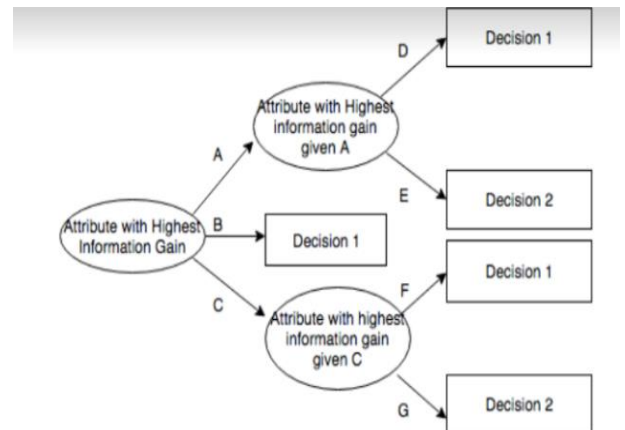 D
Decision 1
Attribute with Highest
information gain
given A
A
E
Decision 2
Attribute with Highest
Information Gain
B
Decision 1
C
F
Decision 1
Attribute with highest
information gain
given C
G
Decision 2